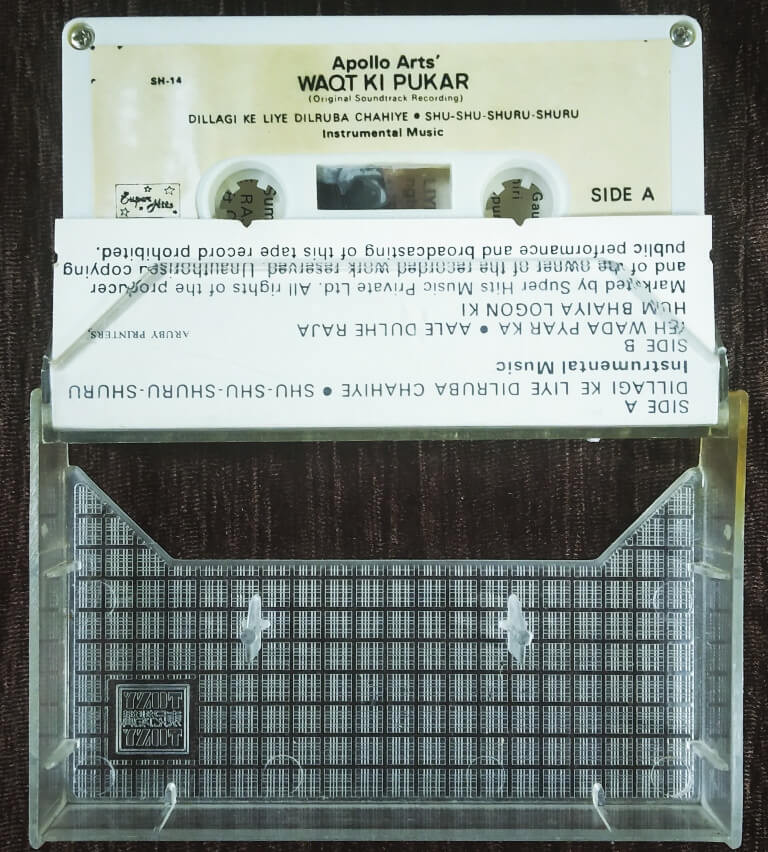 Apollo Arts'
SH-14
WAQT KI PUKAR
(Original Soundtrack Recording)
DILLAGI KE LIYE DILRUBA CHAHIYE • SHU-SHU-SHURU-SHURU
Instrumental Music
SIDE A
Super Hits
SIDE A
DILLAGI KE LIYE DILRUBA CHAHIYE • SHU-SHU-SHURU-SHURU
Instrumental Music
SIDE B
YEH WADA PYAR KA • AALE DULHE RAJA
HUM BHAIYA LOGON KI
ARUBY PRINTERS,
Marketed by Super Hits Music Private Ltd. All rights of the producer
and of the owner of the recorded work reserved Unauthorised copying
public performance and broadcasting of this tape record prohibited.